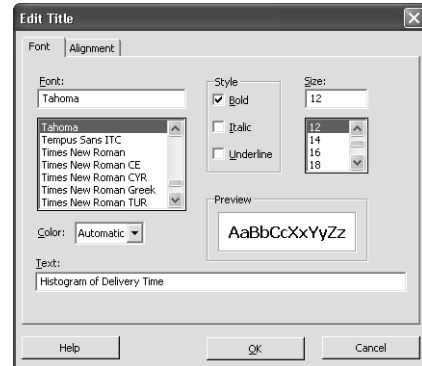 Edit Title
Font Alignment
Font:
Tahoma
Tahoma
Tempus Sans ITC
Times New Roman
Times New Roman CE
Times New Roman CYR
Times New Roman Greek
Times New Roman TUR
Style
Bold
Italic
Underline
Size:
12
12
14
16
18
Color: Automatic
Preview
AaBbCcXxYyZz
Text:
Histogram of Delivery Time
Help OK Cancel